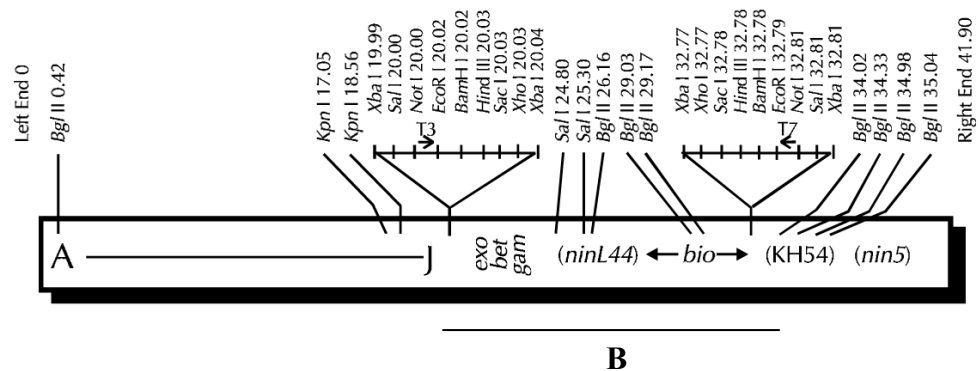 Left End 0
Bgl II 0.42
Kpn I 17.05
Kpn I 18.56
Xba I 19.99
Sal I 20.00
Not I 20.00
EcoR I 20.02
BamH I 20.02
Hind III 20.03
Sac I 20.03
Xho I 20.03
Xba I 20.04
Sal I 24.80
Sal I 25.30
Bgl II 26.16
Bgl II 29.03
Bgl II 29.17
Xba I 32.77
Xho I 32.77
Sac I 32.78
Hind III 32.78
BamH I 32.78
EcoR I 32.79
Not I 32.81
Sal I 32.81
Xba I 32.81
Bgl II 34.02
Bgl II 34.33
Bgl II 34.98
Bgl II 35.04
Right End 41.90
T3
T7
A
J
exo
bet
gam
(ninL44)
bio
(KH54)
(nin5)
B